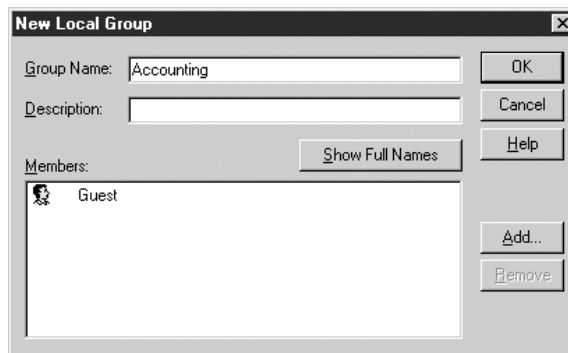 New Local Group
Group Name: Accounting
OK
Description:
Cancel
Show Full Names
Help
Members:
Guest
Add...
Remove